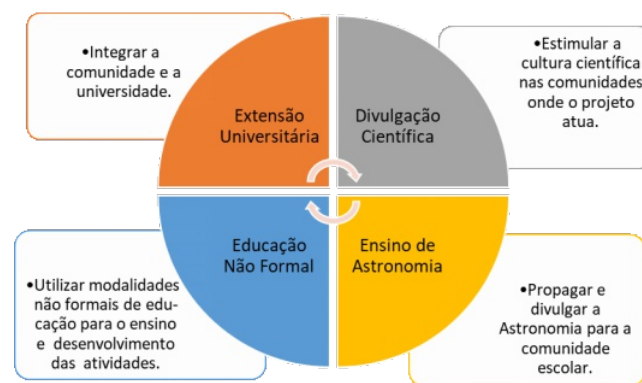 •Integrar a
comunidade e a
universidade.
Extensão
Universitária
Divulgação
Científica
•Estimular a
cultura científica
nas comunidades
onde o projeto
atua.
•Utilizar modalidades
não formais de edu-
cação para o ensino
e desenvolvimento
das atividades.
Educação
Não Formal
Ensino de
Astronomia
•Propagar e
divulgar a
Astronomia para a
comunidade
escolar.